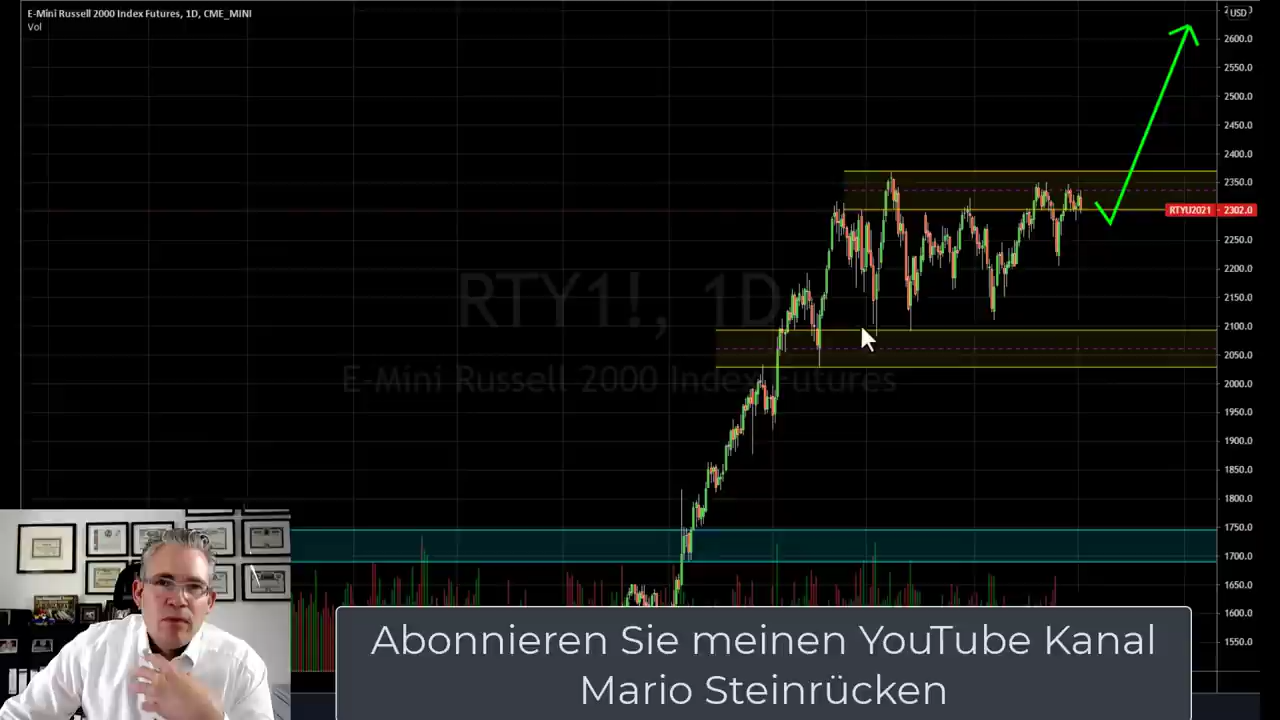 E-Mini Russell 2000 Index Futures, 1D, CME_MINI
Vol
USD
2600.0
2550.0
2500.0
2450.0
2400.0
2350.0
RTYU2021 2302.0
2250.0
2200.0
2150.0
2100.0
2050.0
2000.0
1950.0
1900.0
1850.0
1800.0
1750.0
1700.0
1650.0
1600.0
1550.0
RTY1!, 1D
E-Mini Russell 2000 Index Futures
Abonnieren Sie meinen YouTube Kanal
Mario Steinrücken